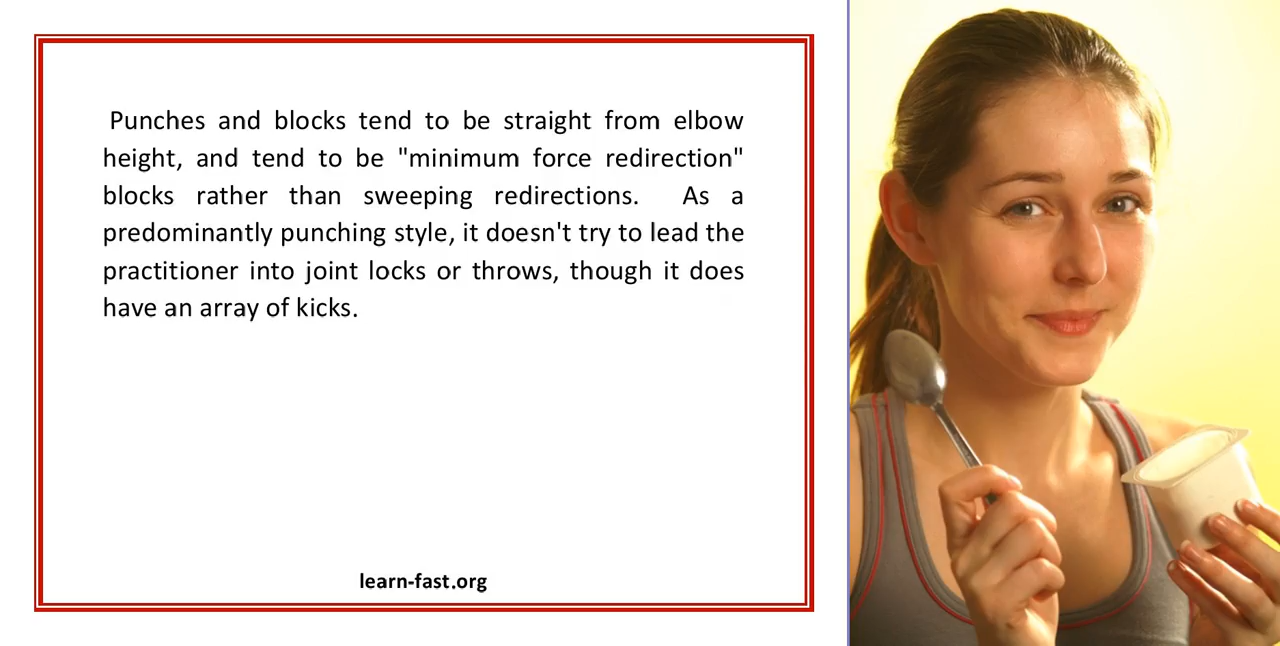 Punches and blocks tend to be straight from elbow
height, and tend to be "minimum force redirection"
blocks rather than sweeping redirections. As a
predominantly punching style, it doesn't try to lead the
practitioner into joint locks or throws, though it does
have an array of kicks.
learn-fast.org